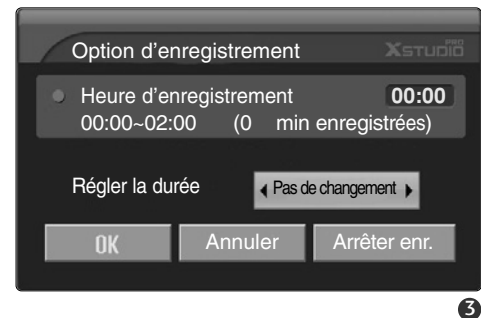 Option d'enregistrement XSTUDIO PRO
Heure d'enregistrement 00:00
00:00~02:00 (0 min enregistrées)
Régler la durée Pas de changement
OK Annuler Arrêter enr.
3